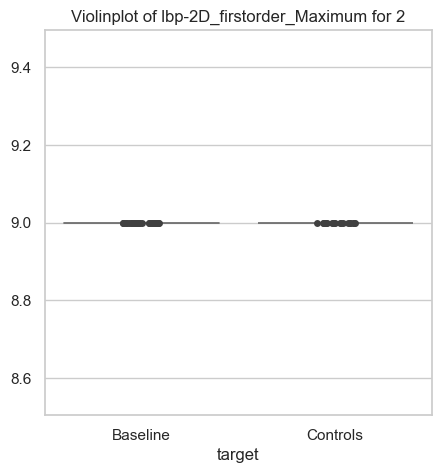 Violinplot of lbp-2D_firstorder_Maximum for 2
9.4
9.2
9.0
8.8
8.6
Baseline Controls
target